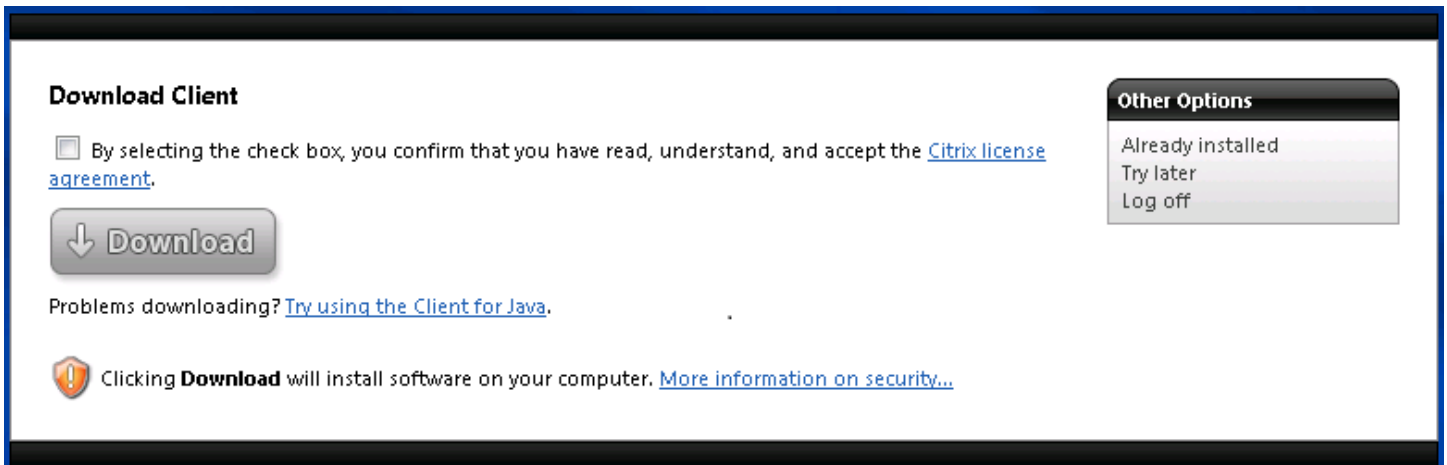 Download Client
By selecting the check box, you confirm that you have read, understand, and accept the Citrix license
agreement.
Download
Problems downloading? Try using the Client for Java.
Clicking Download will install software on your computer. More information on security...
Other Options
Already installed
Try later
Log off